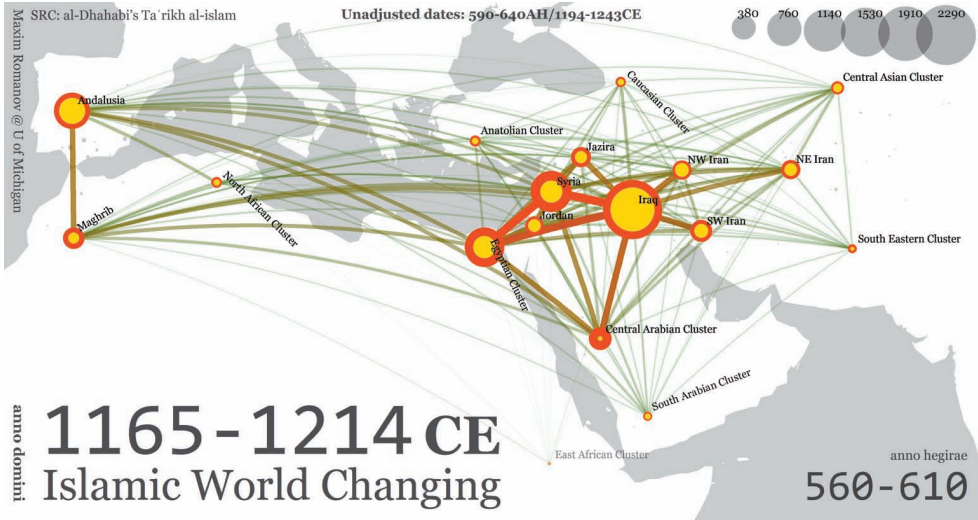 SRC: al-Dhahabi's Taʾrikh al-islam
Unadjusted dates: 590-640AH/1194-1243CE
380 760 1140 1530 1910 2290
Maxim Romanov @ U of Michigan
Andalusia
Caucasian Cluster
Central Asian Cluster
Anatolian Cluster
Jazira
NW Iran
NE Iran
North African Cluster
Syria
Iraq
Maghrib
Jordan
SW Iran
Egyptian Cluster
South Eastern Cluster
Central Arabian Cluster
South Arabian Cluster
East African Cluster
anno domini
1165-1214 CE
Islamic World Changing
anno hegirae
560-610